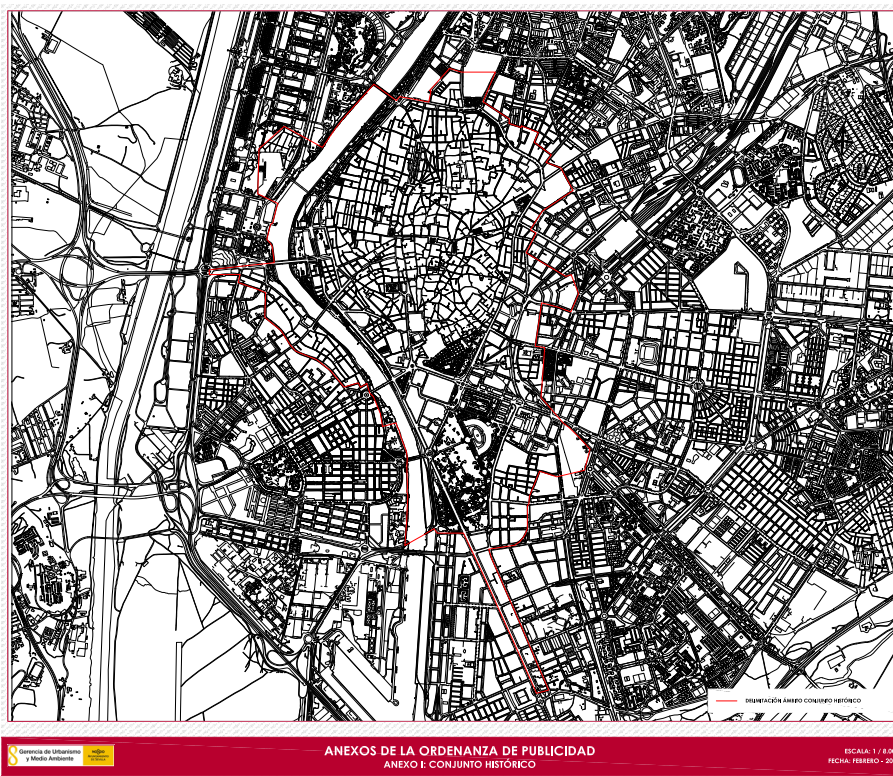 DELIMITACIÓN ÁMBITO CONJUNTO HISTÓRICO
Gerencia de Urbanismo
y Medio Ambiente
ANEXOS DE LA ORDENANZA DE PUBLICIDAD
ANEXO I: CONJUNTO HISTÓRICO
ESCALA: 1 / 8.00
FECHA: FEBRERO - 20